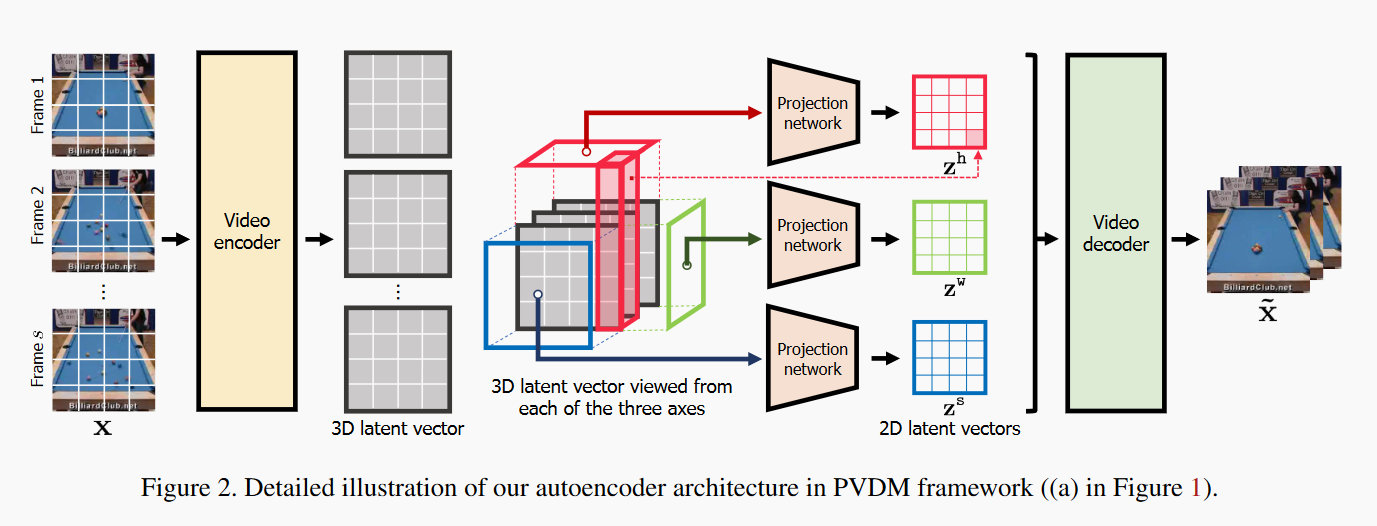 Frame 1
Frame 2
Frame s
BilliardClub.net
BilliardClub.net
BilliardClub.net
⋮
x
Video
encoder
⋮
3D latent vector
3D latent vector viewed from
each of the three axes
Projection
network
z^h
Projection
network
z^w
Projection
network
z^s
2D latent vectors
Video
decoder
BilliardClub.net
x̃
Figure 2. Detailed illustration of our autoencoder architecture in PVDM framework ((a) in Figure 1).